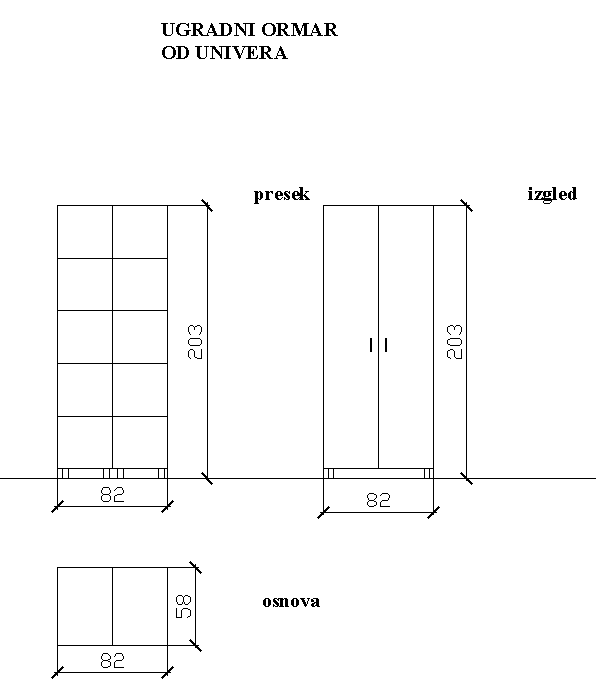 UGRADNI ORMAR
OD UNIVERA
presek
izgled
203
203
82
82
osnova
58
82